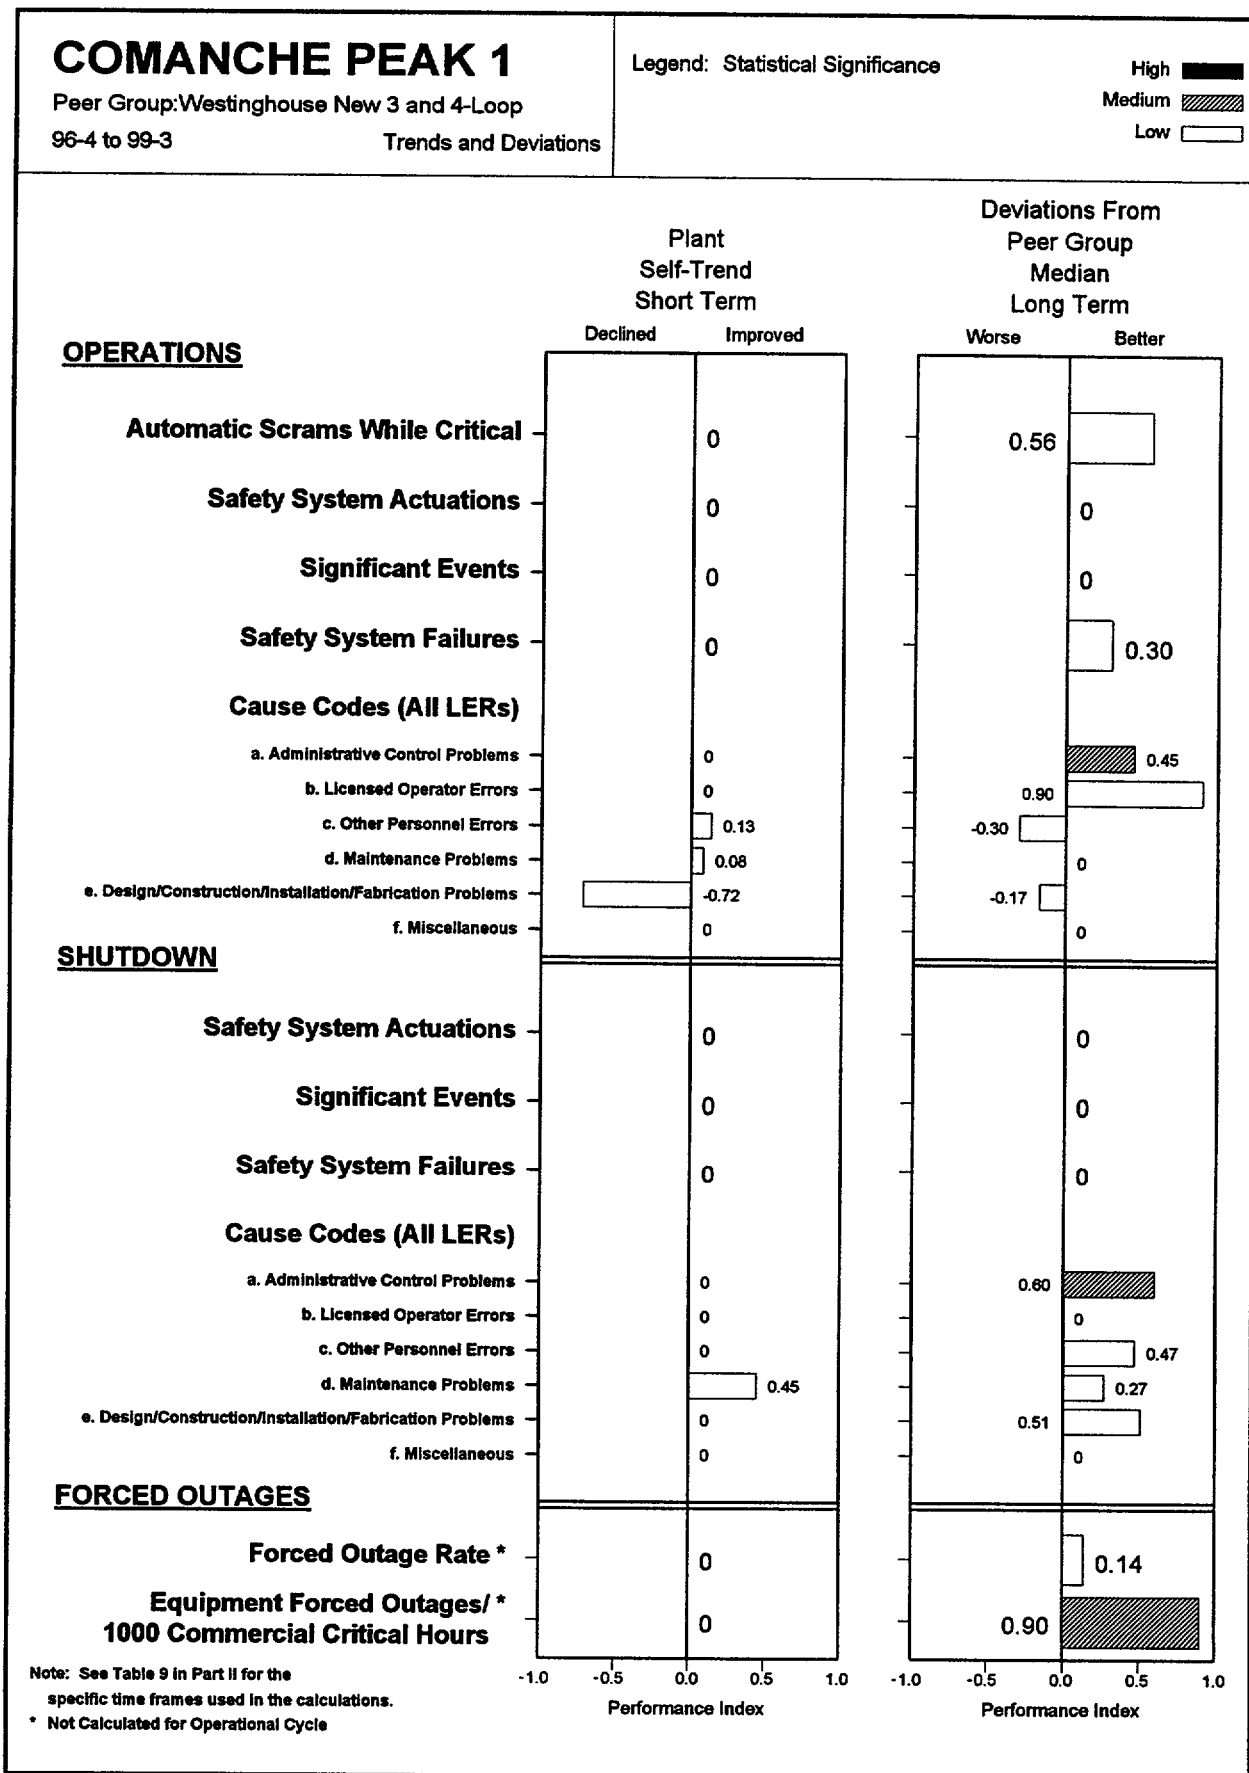 COMANCHE PEAK 1
Peer Group:Westinghouse New 3 and 4-Loop
96-4 to 99-3 Trends and Deviations
Legend: Statistical Significance
High
Medium
Low
Plant
Self-Trend
Short Term
Declined Improved
Deviations From
Peer Group
Median
Long Term
Worse Better
OPERATIONS
Automatic Scrams While Critical 0 0.56
Safety System Actuations 0 0
Significant Events 0 0
Safety System Failures 0 0.30
Cause Codes (All LERs)
a. Administrative Control Problems 0 0.45
b. Licensed Operator Errors 0 0.90
c. Other Personnel Errors 0.13 -0.30
d. Maintenance Problems 0.08 0
e. Design/Construction/Installation/Fabrication Problems -0.72 -0.17
f. Miscellaneous 0 0
SHUTDOWN
Safety System Actuations 0 0
Significant Events 0 0
Safety System Failures 0 0
Cause Codes (All LERs)
a. Administrative Control Problems 0 0.60
b. Licensed Operator Errors 0 0
c. Other Personnel Errors 0 0.47
d. Maintenance Problems 0.45 0.27
e. Design/Construction/Installation/Fabrication Problems 0 0.51
f. Miscellaneous 0 0
FORCED OUTAGES
Forced Outage Rate * 0 0.14
Equipment Forced Outages/ *
1000 Commercial Critical Hours 0 0.90
-1.0 -0.5 0.0 0.5 1.0 -1.0 -0.5 0.0 0.5 1.0
Performance Index Performance Index
Note: See Table 9 in Part II for the
specific time frames used in the calculations.
* Not Calculated for Operational Cycle